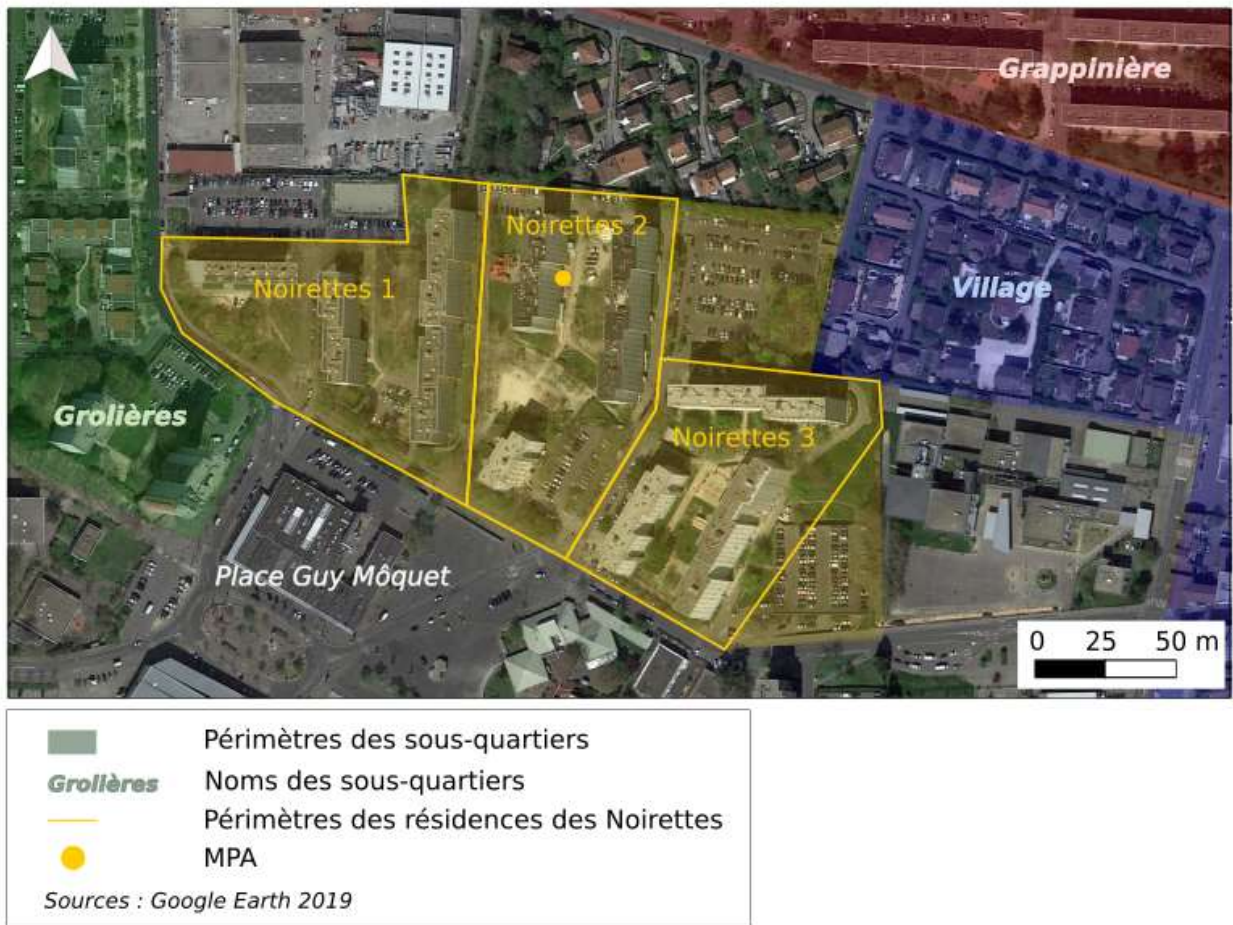 Grappinière
Noirettes 2
Noirettes 1
Village
Grolières
Noirettes 3
Place Guy Môquet
0 25 50 m
Périmètres des sous-quartiers
Grolières
Noms des sous-quartiers
Périmètres des résidences des Noirettes
MPA
Sources : Google Earth 2019